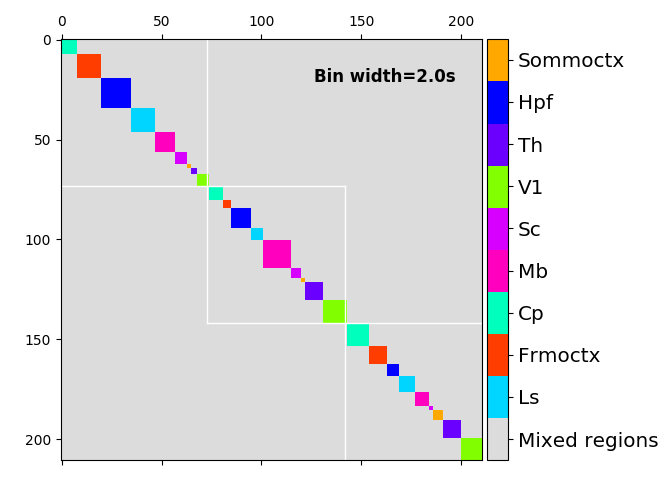 0 50 100 150 200
0
50
100
150
200
Bin width=2.0s
Sommoctx
Hpf
Th
V1
Sc
Mb
Cp
Frmoctx
Ls
Mixed regions